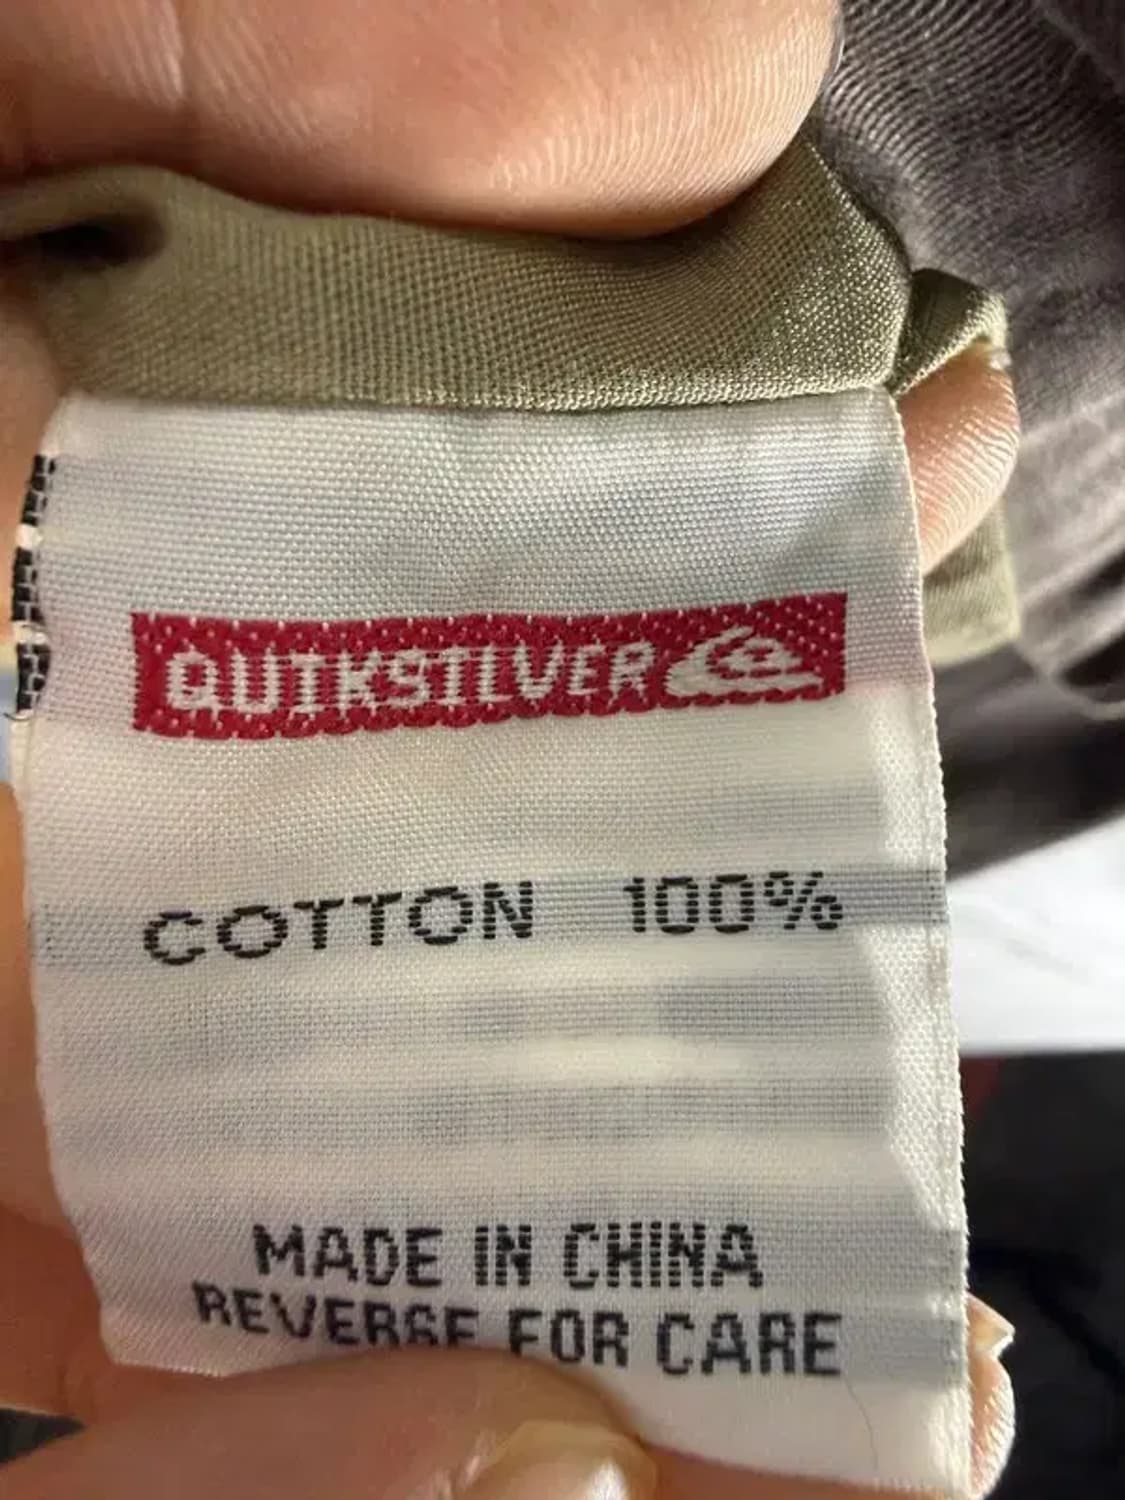 QUIKSILVER
COTTON 100%
MADE IN CHINA
REVERSE FOR CARE